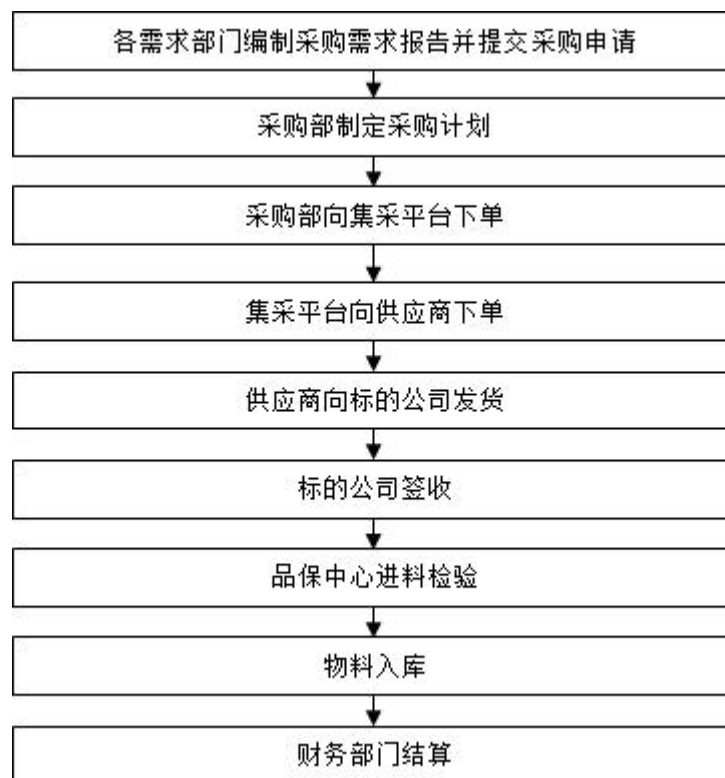 各需求部门编制采购需求报告并提交采购申请
采购部制定采购计划
采购部向集采平台下单
集采平台向供应商下单
供应商向标的公司发货
标的公司签收
品保中心进料检验
物料入库
财务部门结算